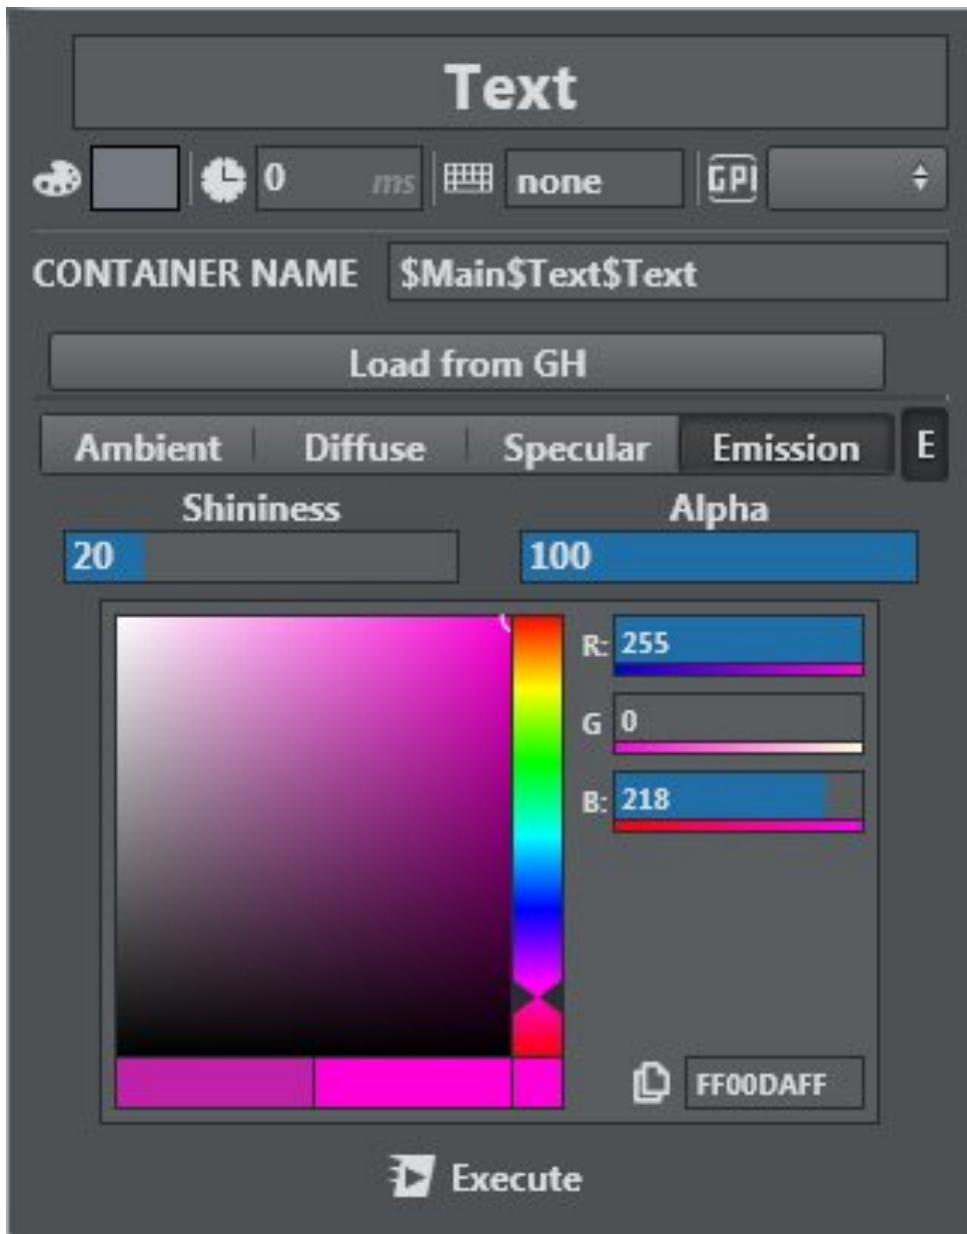 Text
0 ms none GPI
CONTAINER NAME $Main$Text$Text
Load from GH
Ambient Diffuse Specular Emission E
Shininess Alpha
20 100
R: 255
G 0
B: 218
FF00DAFF
Execute